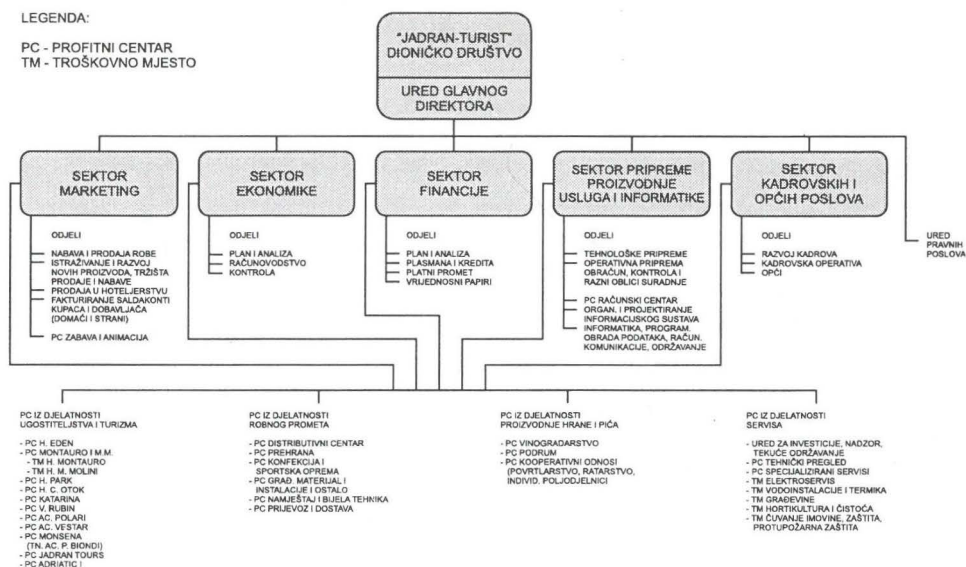 LEGENDA:
PC - PROFITNI CENTAR
TM - TROŠKOVNO MJESTO
"JADRAN-TURIST"
DIONIČKO DRUŠTVO
URED GLAVNOG
DIREKTORA
SEKTOR
MARKETING
ODJELI
- NABAVA I PRODAJA ROBE
- ISTRAŽIVANJE I RAZVOJ
NOVIH PROIZVODA, TRŽIŠTA
PRODAJE I NABAVE
- PRODAJA U HOTELJERSTVU
- FAKTURIRANJE SALDAKONTI
KUPACA I DOBAVLJAČA
(DOMAĆI I STRANI)
- PC ZABAVA I ANIMACIJA
SEKTOR
EKONOMIKE
ODJELI
- PLAN I ANALIZA
- RAČUNOVODSTVO
- KONTROLA
SEKTOR
FINANCIJE
ODJELI
- PLAN I ANALIZA
- PLASMANA I KREDITA
- PLATNI PROMET
- VRIJEDNOSNI PAPIRI
SEKTOR PRIPREME
PROIZVODNJE
USLUGA I INFORMATIKE
ODJELI
- TEHNOLOŠKE PRIPREME
- OPERATIVNA PRIPREMA
OBRAČUN, KONTROLA I
RAZNI OBLICI SURADNJE
- PC RAČUNSKI CENTAR
- ORGAN. I PROJEKTIRANJE
INFORMACIJSKOG SUSTAVA
- INFORMATIKA, PROGRAM.
OBRADA PODATAKA, RAČUN.
KOMUNIKACIJE, ODRŽAVANJE
SEKTOR
KADROVSKIH I
OPĆIH POSLOVA
ODJELI
- RAZVOJ KADROVA
- KADROVSKA OPERATIVA
- OPĆI
URED
PRAVNIH
POSLOVA
PC IZ DJELATNOSTI
UGOSTITELJSTVA I TURIZMA
- PC H. EDEN
- PC MONTAURO I M.M.
- TM H. MONTAURO
- TM H. M. MOLINI
- PC H. PARK
- PC H. C. OTOK
- PC KATARINA
- PC V. RUBIN
- PC AC. POLARI
- PC AC. VESTAR
- PC MONSENA
(TN. AC. P. BIONDI)
- PC JADRAN TOURS
- PC ADRIATIC I
PC IZ DJELATNOSTI
ROBNOG PROMETA
- PC DISTRIBUTIVNI CENTAR
- PC PREHRANA
- PC KONFEKCIJA I
SPORTSKA OPREMA
- PC GRAĐ. MATERIJAL I
INSTALACIJE I OSTALO
- PC NAMJEŠTAJ I BIJELA TEHNIKA
- PC PRIJEVOZ I DOSTAVA
PC IZ DJELATNOSTI
PROIZVODNJE HRANE I PIĆA
- PC VINOGRADARSTVO
- PC PODRUM
- PC KOOPERATIVNI ODNOSI
(POVRTLARSTVO, RATARSTVO,
INDIVID. POLJODJELNICI)
PC IZ DJELATNOSTI
SERVISA
- URED ZA INVESTICIJE, NADZOR,
TEKUĆE ODRŽAVANJE
- PC TEHNIČKI PREGLED
- PC SPECIJALIZIRANI SERVISI
- TM ELEKTROSERVIS
- TM VODOINSTALACIJE I TERMIKA
- TM GRAĐEVINE
- TM HORTIKULTURA I ČISTOĆA
- TM ČUVANJE IMOVINE, ZAŠTITA,
PROTUPOŽARNA ZAŠTITA